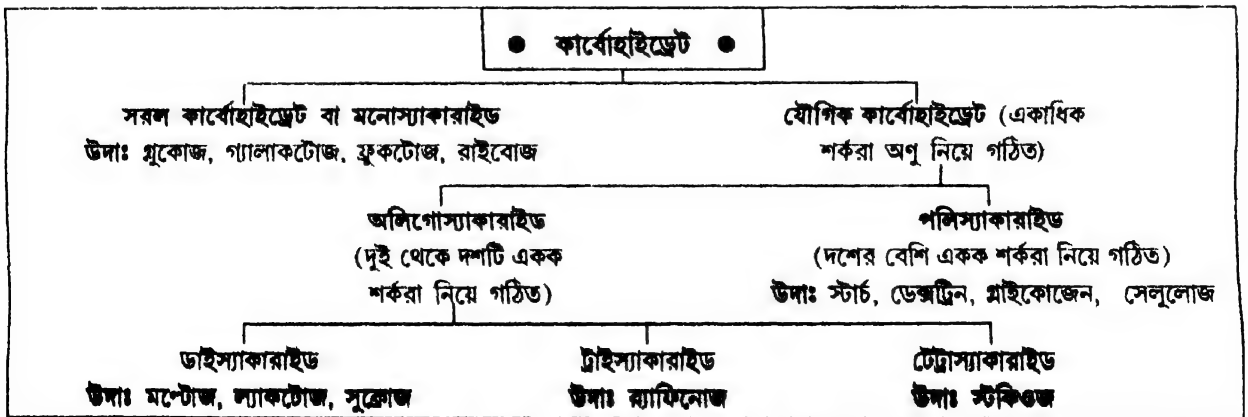 ● কার্বোহাইড্রেট ●
সরল কার্বোহাইড্রেট বা মনোস্যাকারাইড
উদাঃ গ্লুকোজ, গ্যালাকটোজ, ফ্রুকটোজ, রাইবোজ
যৌগিক কার্বোহাইড্রেট (একাধিক
শর্করা অণু নিয়ে গঠিত)
অলিগোস্যাকারাইড
(দুই থেকে দশটি একক
শর্করা নিয়ে গঠিত)
পলিস্যাকারাইড
(দশের বেশি একক শর্করা নিয়ে গঠিত)
উদাঃ স্টার্চ, ডেক্সট্রিন, গ্লাইকোজেন, সেলুলোজ
ডাইস্যাকারাইড
উদাঃ মল্টোজ, ল্যাকটোজ, সুক্রোজ
ট্রাইস্যাকারাইড
উদাঃ র‍্যাফিনোজ
টেট্রাস্যাকারাইড
উদাঃ স্টকিওজ